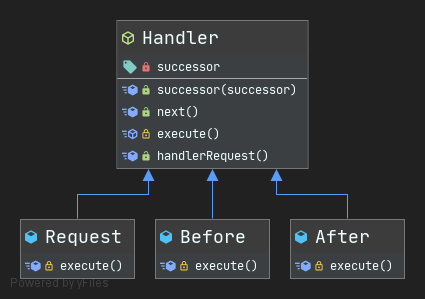 Handler
successor
successor(successor)
next()
execute()
handlerRequest()
Request
execute()
Before
execute()
After
execute()
Powered by yFiles